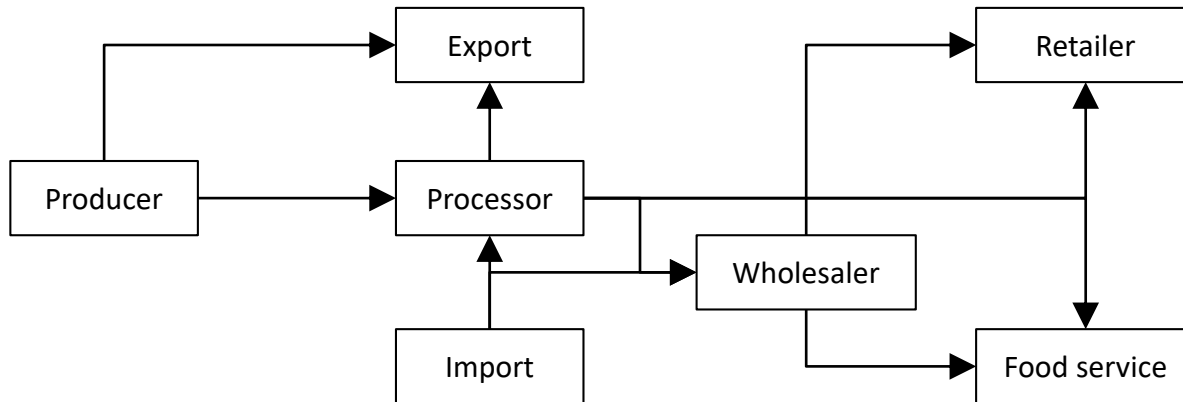 Export
Retailer
Producer
Processor
Wholesaler
Import
Food service